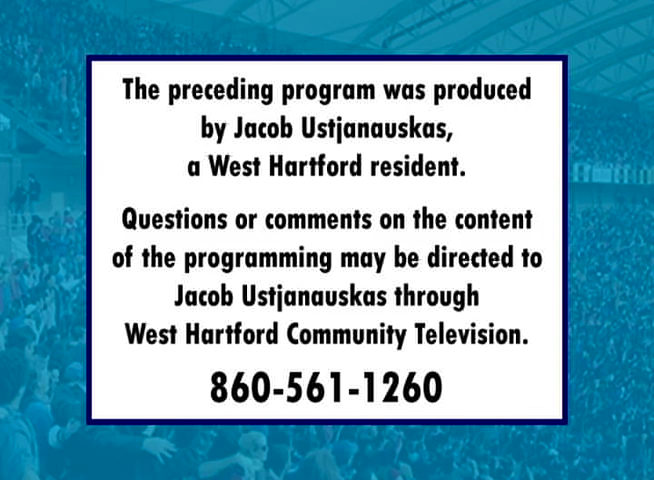 The preceding program was produced
by Jacob Ustjanauskas,
a West Hartford resident.
Questions or comments on the content
of the programming may be directed to
Jacob Ustjanauskas through
West Hartford Community Television.
860-561-1260